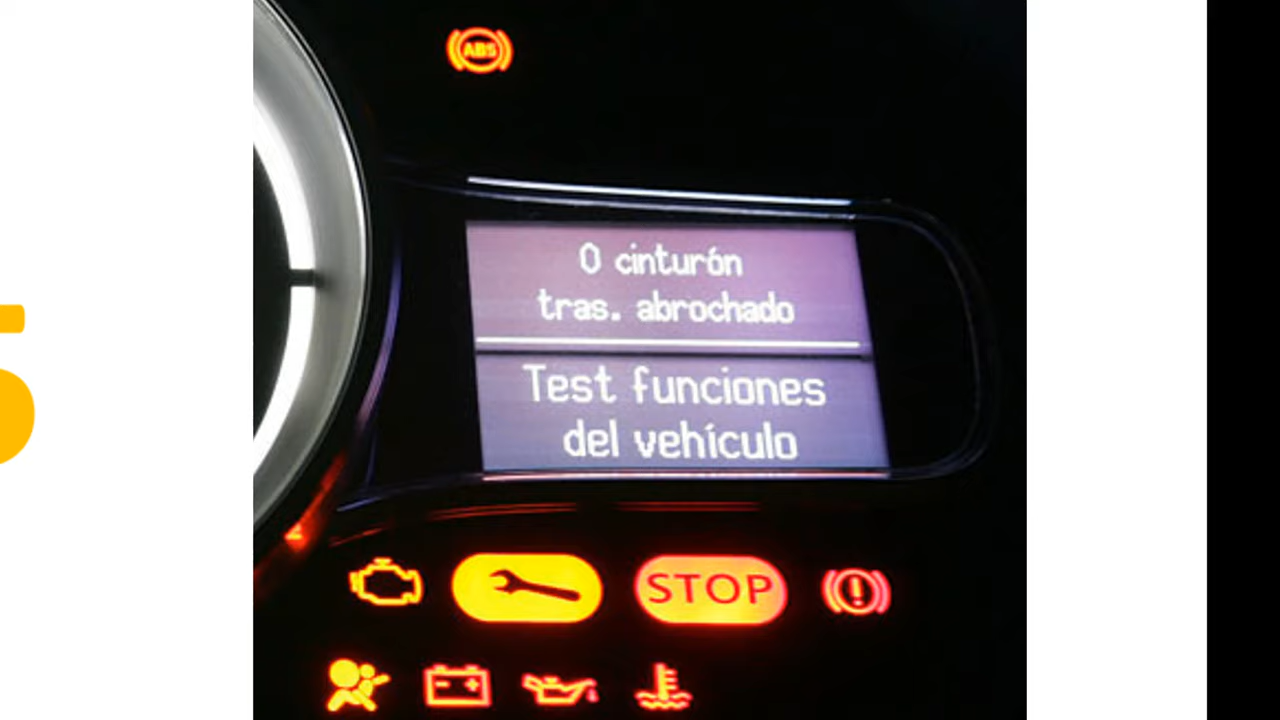 ABS
0 cinturón
tras. abrochado
Test funciones
del vehículo
STOP